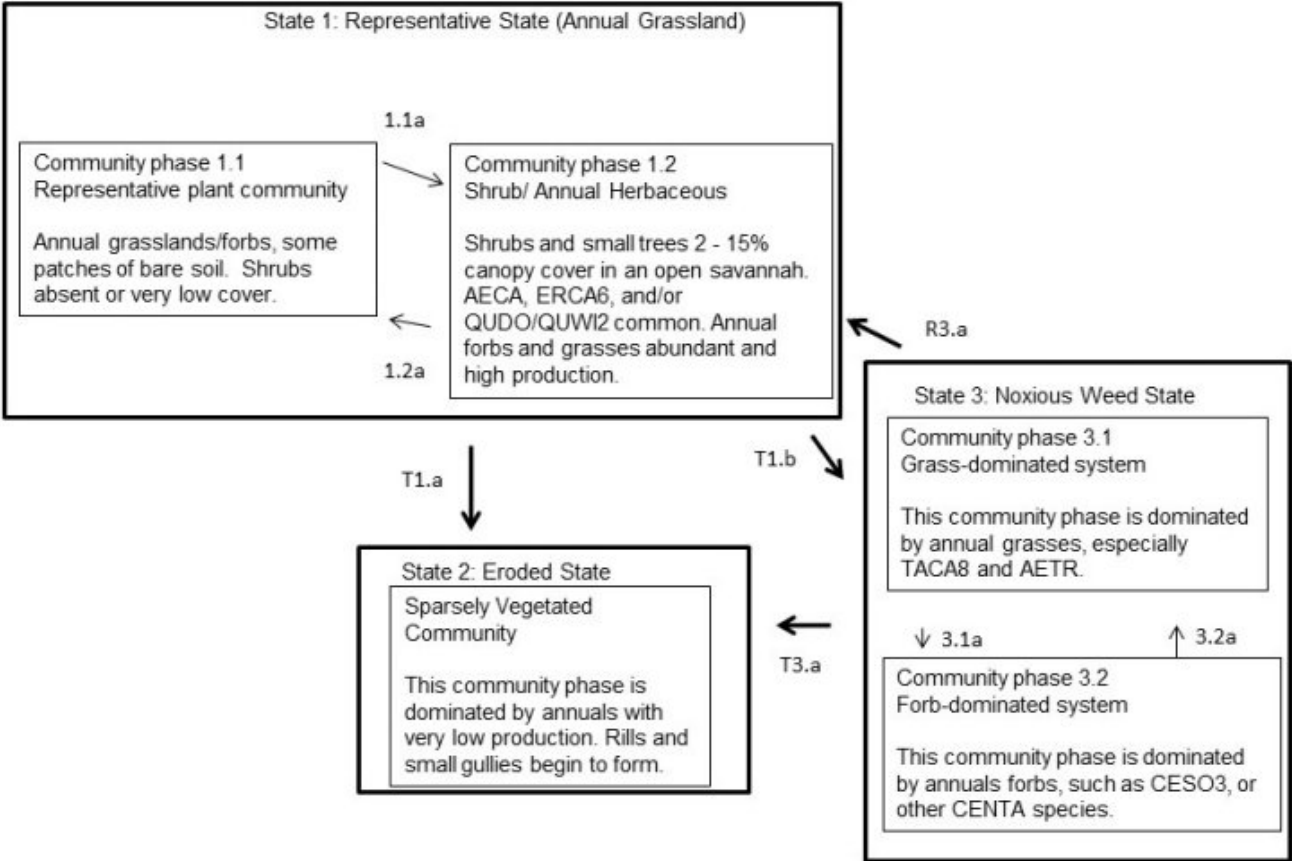 State 1: Representative State (Annual Grassland)
1.1a
Community phase 1.1
Representative plant community
Annual grasslands/forbs, some
patches of bare soil. Shrubs
absent or very low cover.
Community phase 1.2
Shrub/ Annual Herbaceous
Shrubs and small trees 2 - 15%
canopy cover in an open savannah.
AECA, ERCA6, and/or
QUDO/QUWI2 common. Annual
forbs and grasses abundant and
high production.
1.2a
R3.a
T1.a
T1.b
State 2: Eroded State
Sparsely Vegetated
Community
This community phase is
dominated by annuals with
very low production. Rills and
small gullies begin to form.
T3.a
State 3: Noxious Weed State
Community phase 3.1
Grass-dominated system
This community phase is dominated
by annual grasses, especially
TACA8 and AETR.
3.1a
3.2a
Community phase 3.2
Forb-dominated system
This community phase is dominated
by annuals forbs, such as CESO3, or
other CENTA species.